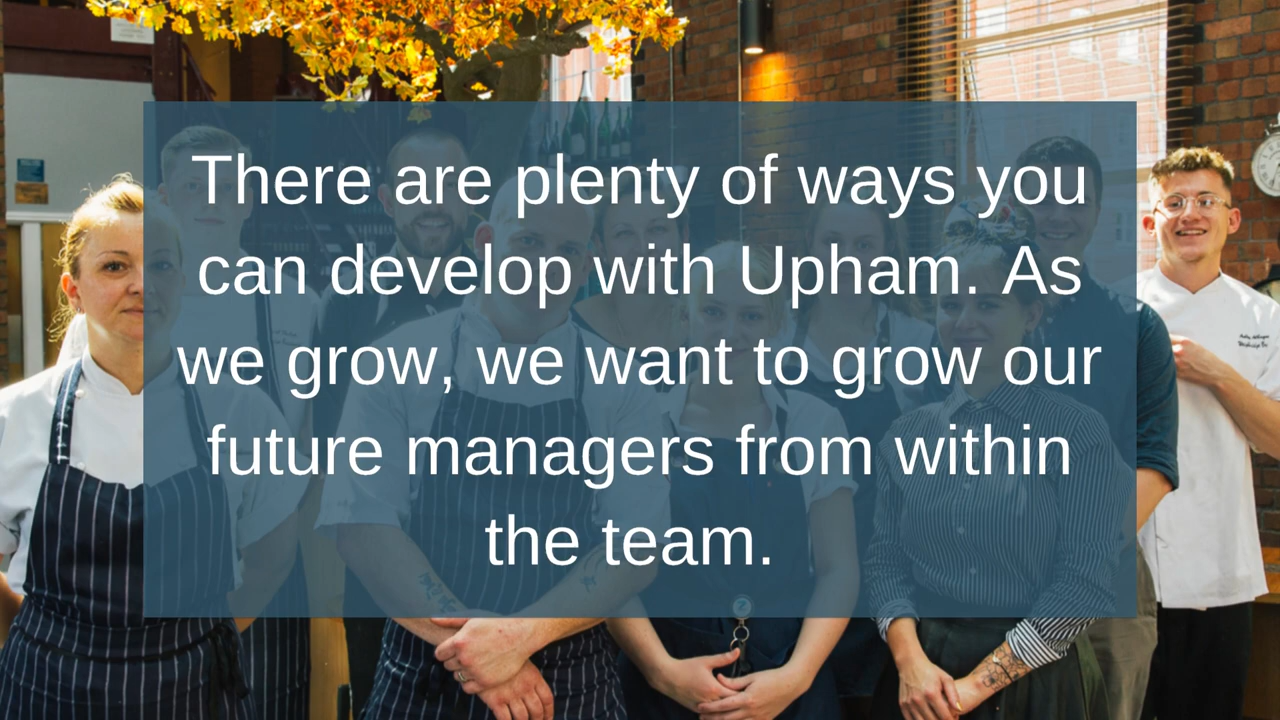 There are plenty of ways you
can develop with Upham. As
we grow, we want to grow our
future managers from within
the team.